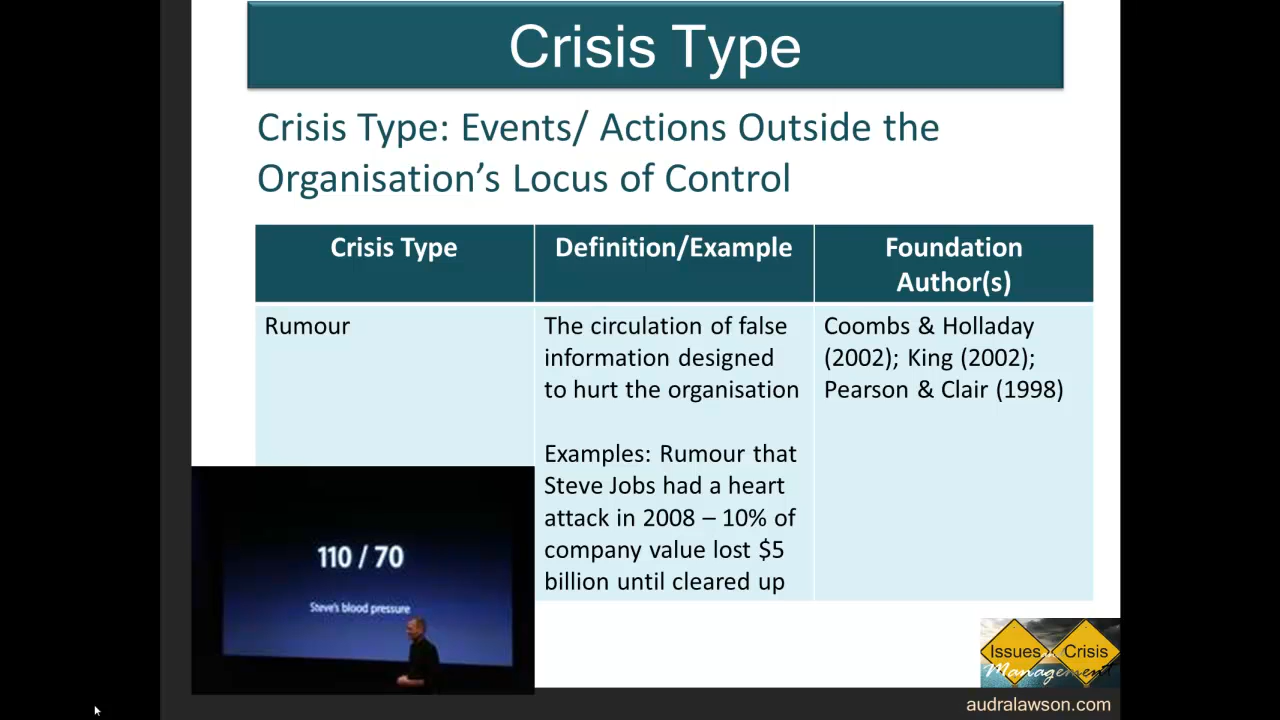 Crisis Type
Crisis Type: Events/ Actions Outside the
Organisation’s Locus of Control
Crisis Type
Definition/Example
Foundation
Author(s)
Rumour
The circulation of false
information designed
to hurt the organisation
Examples: Rumour that
Steve Jobs had a heart
attack in 2008 – 10% of
company value lost $5
billion until cleared up
Coombs & Holladay
(2002); King (2002);
Pearson & Clair (1998)
110 / 70
Steve's blood pressure
Issues Crisis
Management
audralawson.com